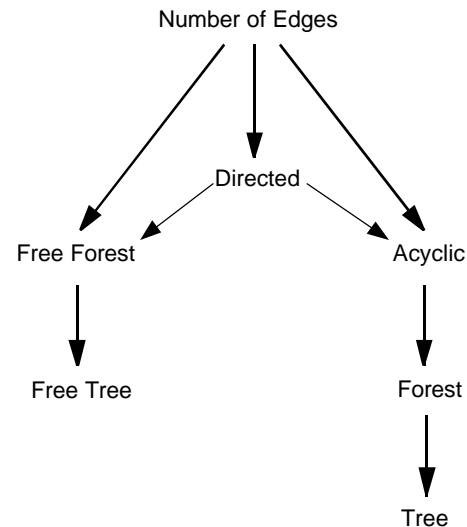 Number of Edges
Directed
Free Forest
Acyclic
Free Tree
Forest
Tree